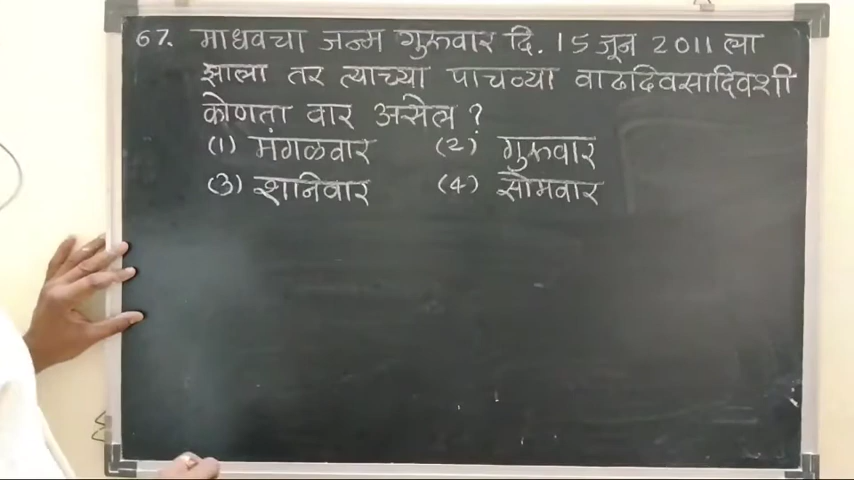 67. माधवचा जन्म गुरुवार दि. 15 जून 2011 ला
झाला तर त्याच्या पाचव्या वाढदिवसादिवशी
कोणता वार असेल ?
(1) मंगळवार (2) गुरुवार
(3) शनिवार (4) सोमवार